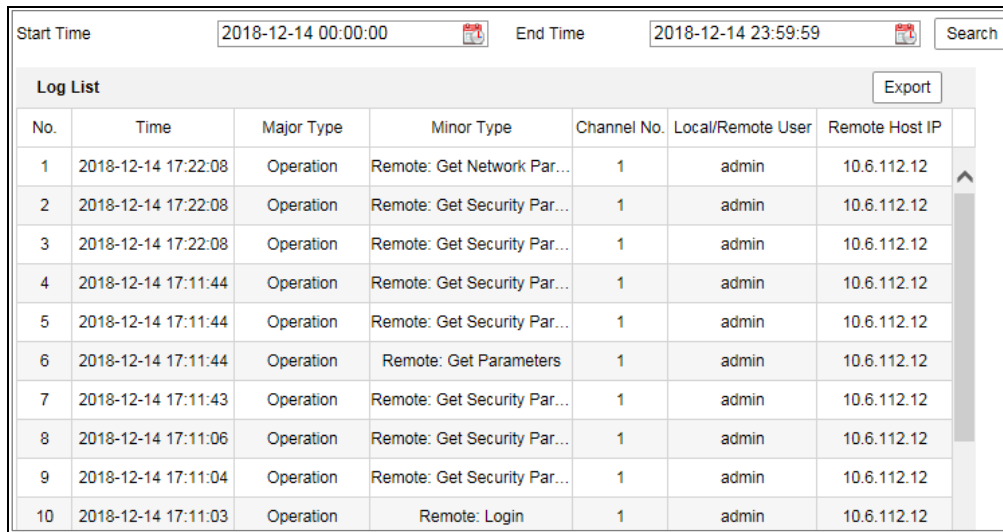 Start Time 2018-12-14 00:00:00 End Time 2018-12-14 23:59:59 Search
Log List Export
No. Time Major Type Minor Type Channel No. Local/Remote User Remote Host IP
1 2018-12-14 17:22:08 Operation Remote: Get Network Par... 1 admin 10.6.112.12
2 2018-12-14 17:22:08 Operation Remote: Get Security Par... 1 admin 10.6.112.12
3 2018-12-14 17:22:08 Operation Remote: Get Security Par... 1 admin 10.6.112.12
4 2018-12-14 17:11:44 Operation Remote: Get Security Par... 1 admin 10.6.112.12
5 2018-12-14 17:11:44 Operation Remote: Get Security Par... 1 admin 10.6.112.12
6 2018-12-14 17:11:44 Operation Remote: Get Parameters 1 admin 10.6.112.12
7 2018-12-14 17:11:43 Operation Remote: Get Security Par... 1 admin 10.6.112.12
8 2018-12-14 17:11:06 Operation Remote: Get Security Par... 1 admin 10.6.112.12
9 2018-12-14 17:11:04 Operation Remote: Get Security Par... 1 admin 10.6.112.12
10 2018-12-14 17:11:03 Operation Remote: Login 1 admin 10.6.112.12